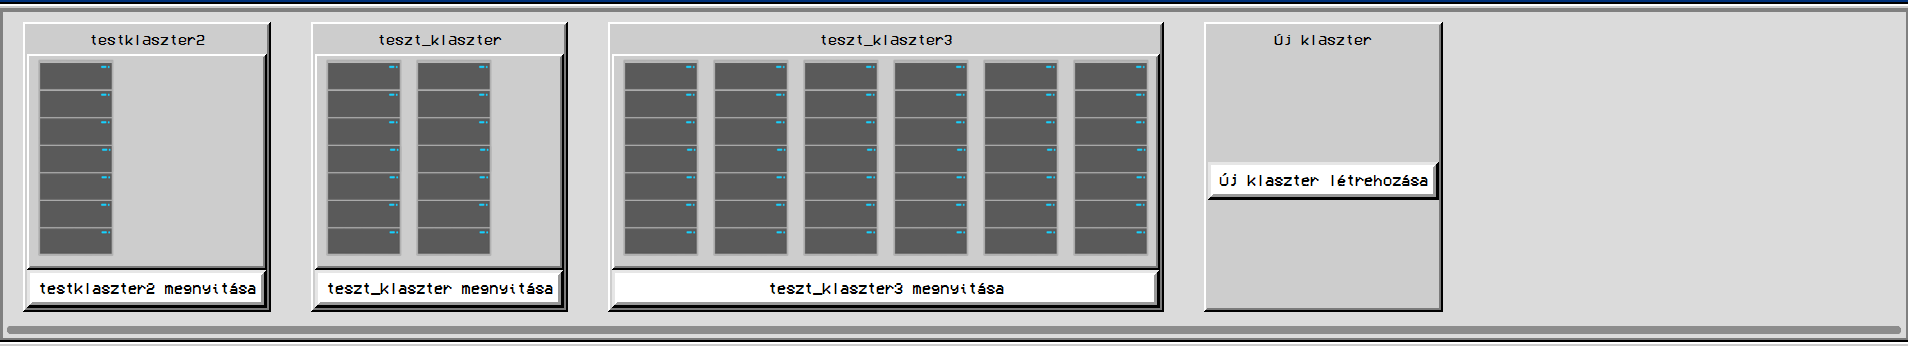 testklaszter2
teszt_klaszter
teszt_klaszter3
Új klaszter
testklaszter2 megnyitása
teszt_klaszter megnyitása
teszt_klaszter3 megnyitása
Új klaszter létrehozása